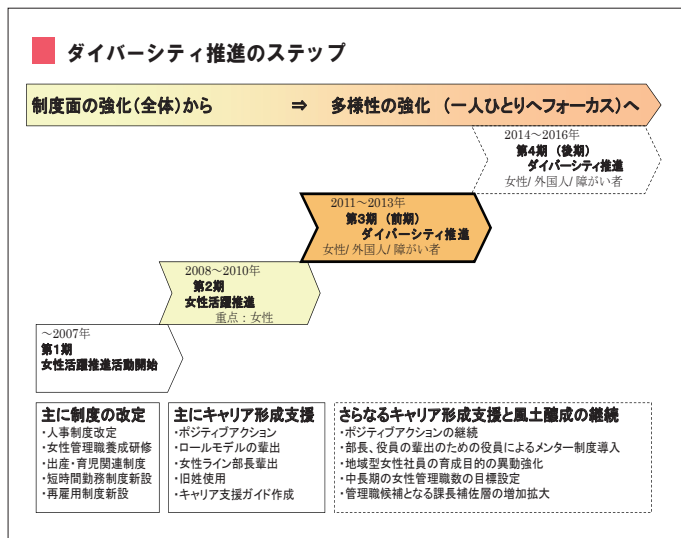 ダイバーシティ推進のステップ
制度面の強化(全体)から ⇒ 多様性の強化 (一人ひとりへフォーカス)へ
2014～2016年
第4期 (後期)
ダイバーシティ推進
女性/ 外国人/ 障がい者
2011～2013年
第3期 (前期)
ダイバーシティ推進
女性/ 外国人/ 障がい者
2008～2010年
第2期
女性活躍推進
重点：女性
～2007年
第1期
女性活躍推進活動開始
主に制度の改定
・人事制度改定
・女性管理職養成研修
・出産・育児関連制度
・短時間勤務制度新設
・再雇用制度新設
主にキャリア形成支援
・ポジティブアクション
・ロールモデルの輩出
・女性ライン部長輩出
・旧姓使用
・キャリア支援ガイド作成
さらなるキャリア形成支援と風土醸成の継続
・ポジティブアクションの継続
・部長、役員の輩出のための役員によるメンター制度導入
・地域型女性社員の育成目的の異動強化
・中長期の女性管理職数の目標設定
・管理職候補となる課長補佐層の増加拡大